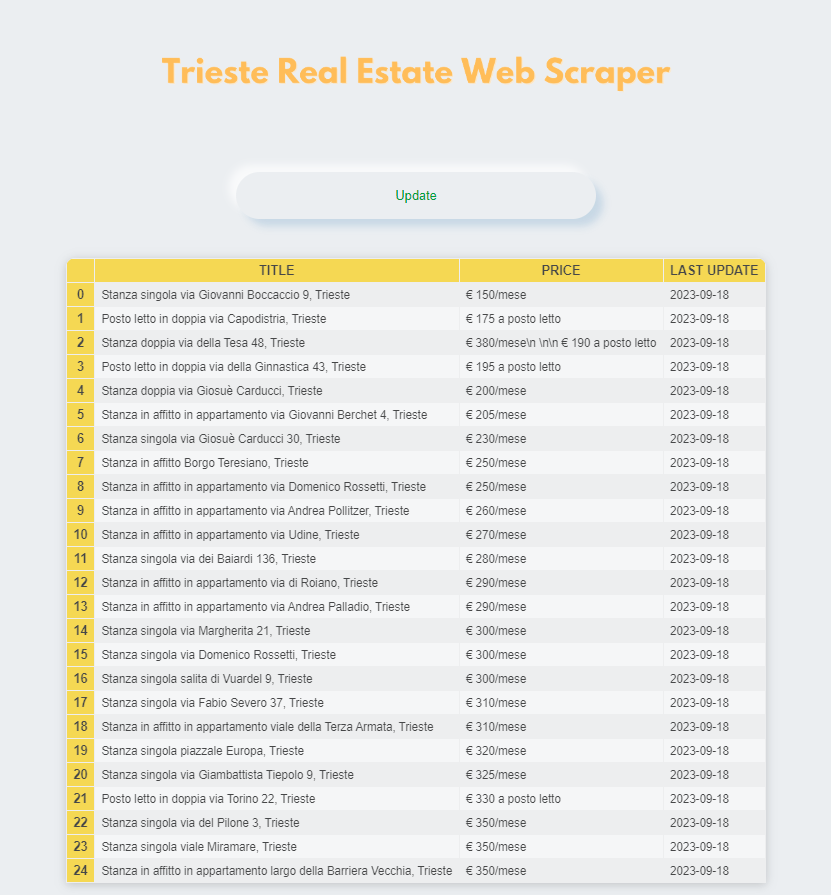 Trieste Real Estate Web Scraper
Update
TITLE PRICE LAST UPDATE
0 Stanza singola via Giovanni Boccaccio 9, Trieste € 150/mese 2023-09-18
1 Posto letto in doppia via Capodistria, Trieste € 175 a posto letto 2023-09-18
2 Stanza doppia via della Tesa 48, Trieste € 380/mese\n \n\n € 190 a posto letto 2023-09-18
3 Posto letto in doppia via della Ginnastica 43, Trieste € 195 a posto letto 2023-09-18
4 Stanza doppia via Giosuè Carducci, Trieste € 200/mese 2023-09-18
5 Stanza in affitto in appartamento via Giovanni Berchet 4, Trieste € 205/mese 2023-09-18
6 Stanza singola via Giosuè Carducci 30, Trieste € 230/mese 2023-09-18
7 Stanza in affitto Borgo Teresiano, Trieste € 250/mese 2023-09-18
8 Stanza in affitto in appartamento via Domenico Rossetti, Trieste € 250/mese 2023-09-18
9 Stanza in affitto in appartamento via Andrea Pollitzer, Trieste € 260/mese 2023-09-18
10 Stanza in affitto in appartamento via Udine, Trieste € 270/mese 2023-09-18
11 Stanza singola via dei Baiardi 136, Trieste € 280/mese 2023-09-18
12 Stanza in affitto in appartamento via di Roiano, Trieste € 290/mese 2023-09-18
13 Stanza in affitto in appartamento via Andrea Palladio, Trieste € 290/mese 2023-09-18
14 Stanza singola via Margherita 21, Trieste € 300/mese 2023-09-18
15 Stanza singola via Domenico Rossetti, Trieste € 300/mese 2023-09-18
16 Stanza singola salita di Vuardel 9, Trieste € 300/mese 2023-09-18
17 Stanza singola via Fabio Severo 37, Trieste € 310/mese 2023-09-18
18 Stanza in affitto in appartamento viale della Terza Armata, Trieste € 310/mese 2023-09-18
19 Stanza singola piazzale Europa, Trieste € 320/mese 2023-09-18
20 Stanza singola via Giambattista Tiepolo 9, Trieste € 325/mese 2023-09-18
21 Posto letto in doppia via Torino 22, Trieste € 330 a posto letto 2023-09-18
22 Stanza singola via del Pilone 3, Trieste € 350/mese 2023-09-18
23 Stanza singola viale Miramare, Trieste € 350/mese 2023-09-18
24 Stanza in affitto in appartamento largo della Barriera Vecchia, Trieste € 350/mese 2023-09-18